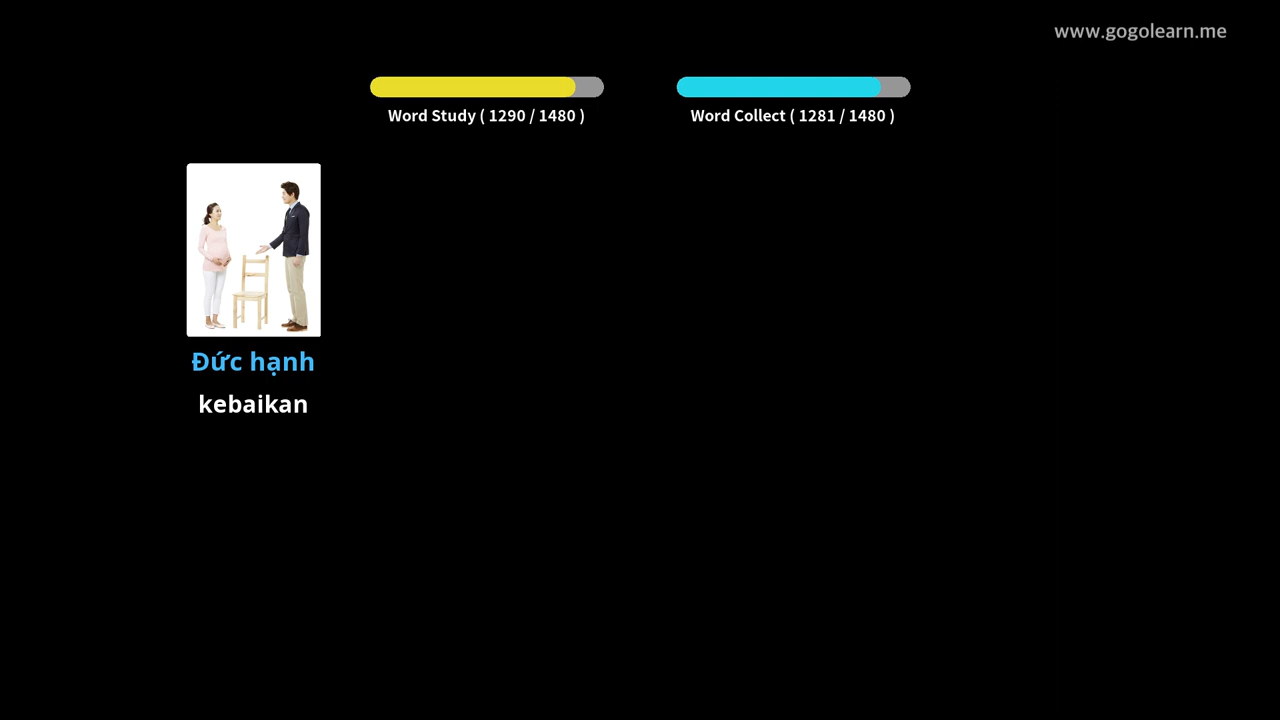 www.gogolearn.me
Word Study ( 1290 / 1480 )
Word Collect ( 1281 / 1480 )
Đức hạnh
kebaikan